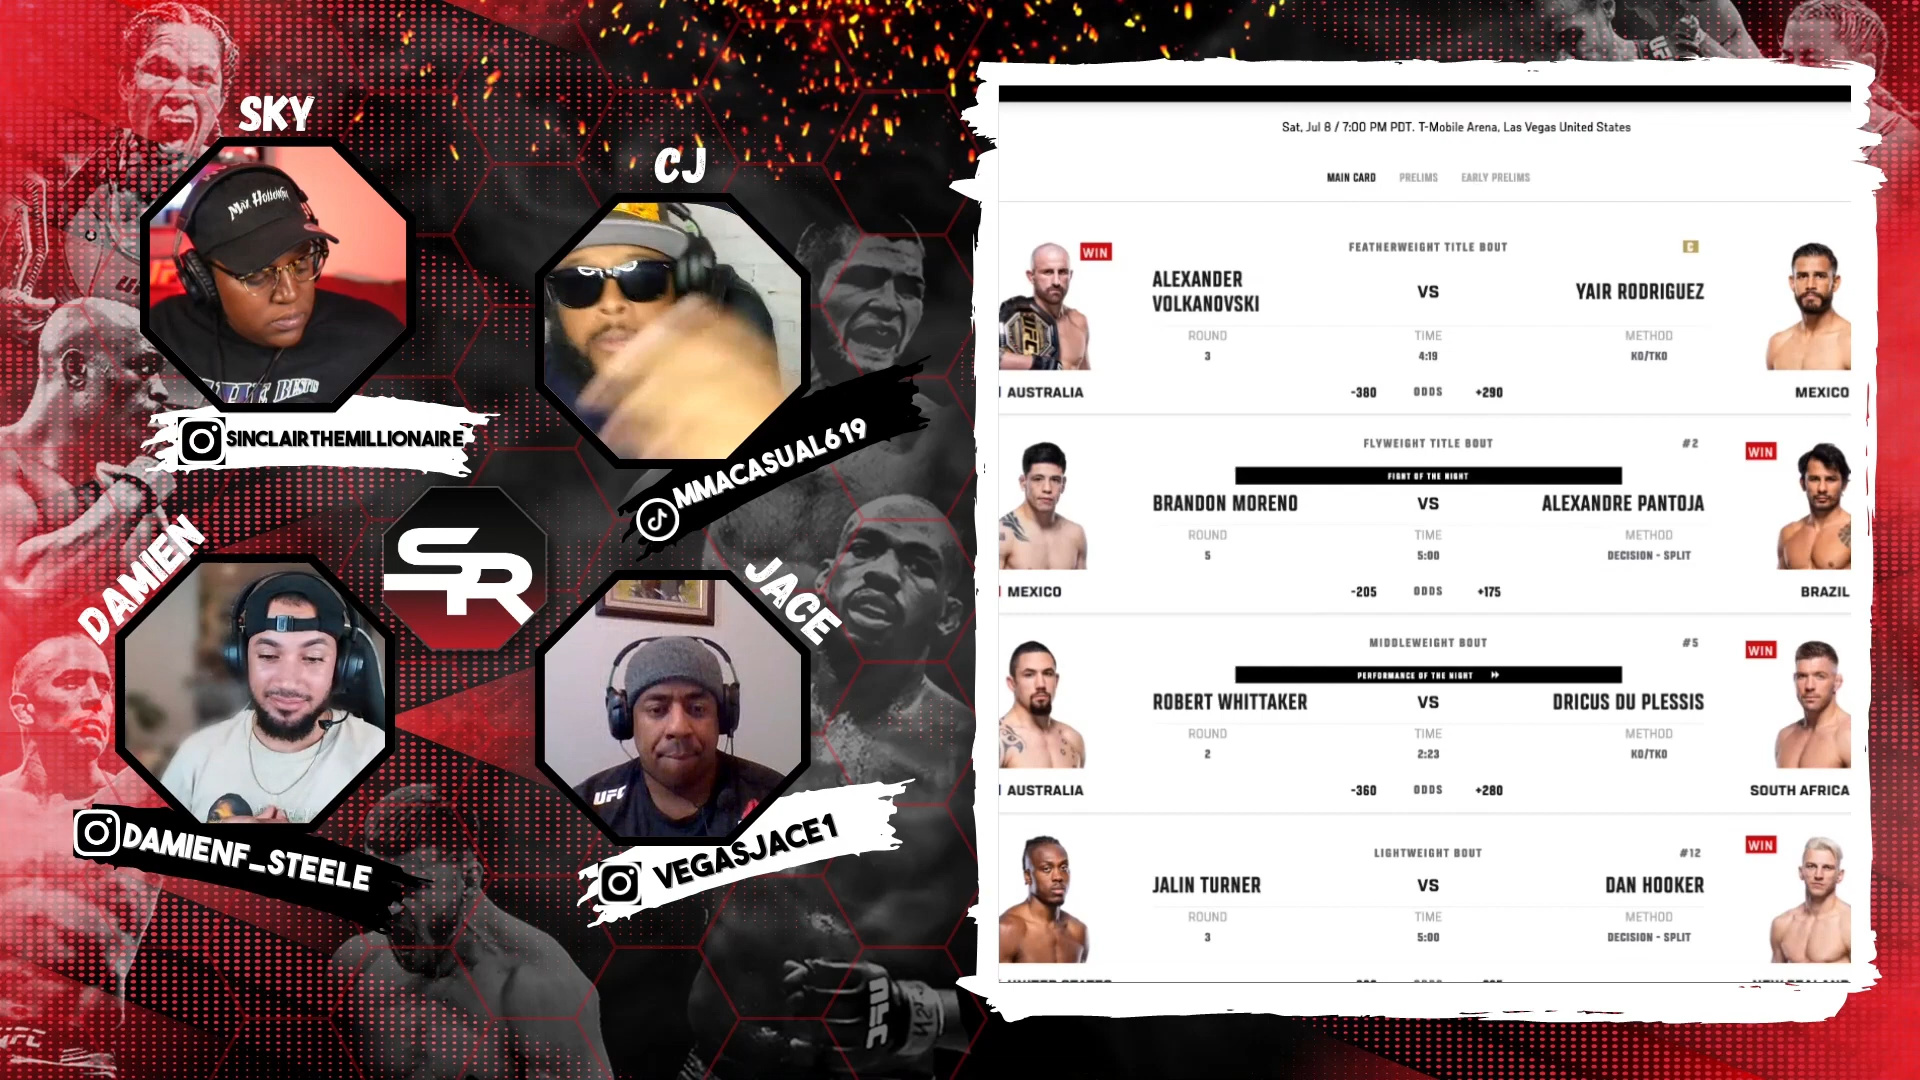 SKY
Max Holloway
SINCLAIRTHEMILLIONAIRE
CJ
MMACASUAL619
DAMIEN
DAMIENF_STEELE
SR
JACE
UFC
VEGASJACE1
UFC
Sat, Jul 8 / 7:00 PM PDT. T-Mobile Arena, Las Vegas United States
MAIN CARD PRELIMS EARLY PRELIMS
FEATHERWEIGHT TITLE BOUT C
WIN
ALEXANDER VOLKANOVSKI VS YAIR RODRIGUEZ
ROUND TIME METHOD
3 4:19 KO/TKO
AUSTRALIA -380 ODDS +290 MEXICO
FLYWEIGHT TITLE BOUT #2
WIN
FIGHT OF THE NIGHT
BRANDON MORENO VS ALEXANDRE PANTOJA
ROUND TIME METHOD
5 5:00 DECISION - SPLIT
MEXICO -205 ODDS +175 BRAZIL
MIDDLEWEIGHT BOUT #5
WIN
PERFORMANCE OF THE NIGHT
ROBERT WHITTAKER VS DRICUS DU PLESSIS
ROUND TIME METHOD
2 2:23 KO/TKO
AUSTRALIA -360 ODDS +280 SOUTH AFRICA
LIGHTWEIGHT BOUT #12
WIN
JALIN TURNER VS DAN HOOKER
ROUND TIME METHOD
3 5:00 DECISION - SPLIT